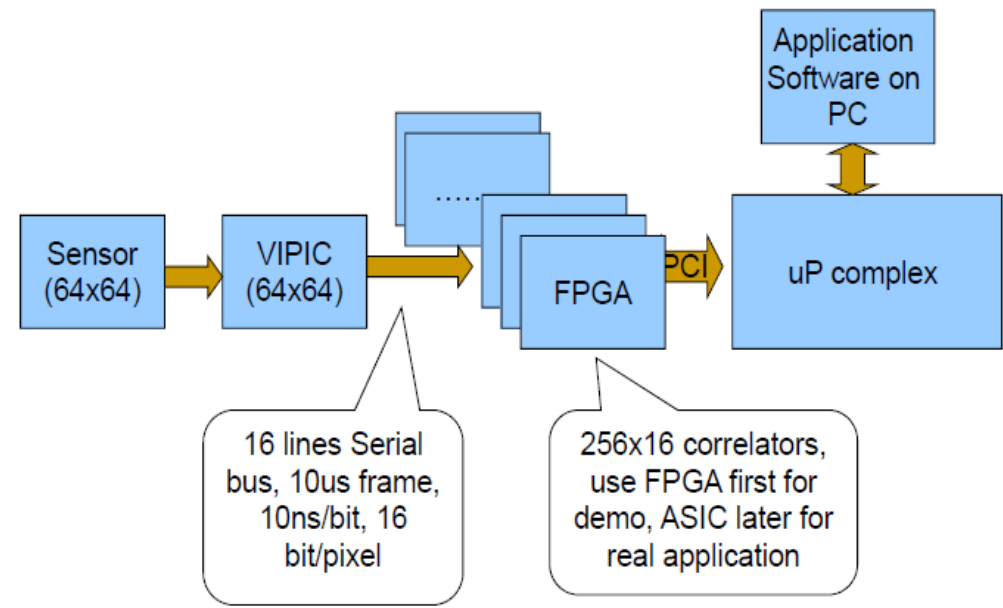 Application
Software on
PC
Sensor
(64x64)
VIPIC
(64x64)
......
FPGA
PCI
uP complex
16 lines Serial
bus, 10us frame,
10ns/bit, 16
bit/pixel
256x16 correlators,
use FPGA first for
demo, ASIC later for
real application